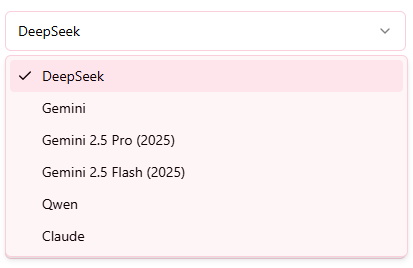 DeepSeek
DeepSeek
Gemini
Gemini 2.5 Pro (2025)
Gemini 2.5 Flash (2025)
Qwen
Claude